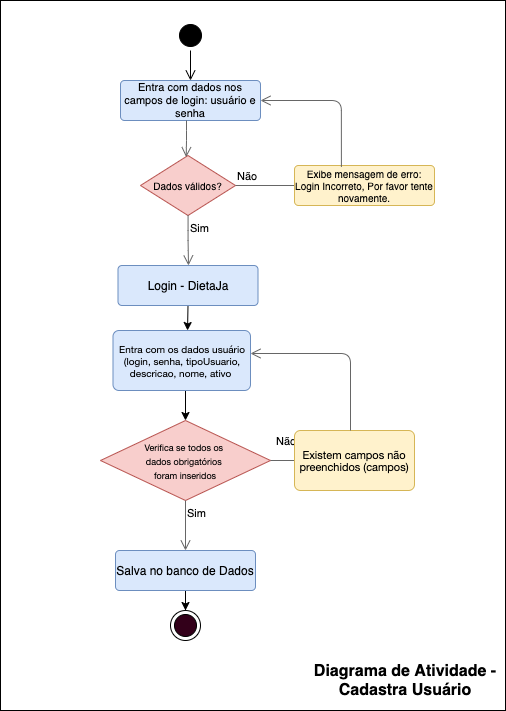 Entra com dados nos
campos de login: usuário e
senha
Dados válidos?
Não
Exibe mensagem de erro:
Login Incorreto, Por favor tente
novamente.
Sim
Login - DietaJa
Entra com os dados usuário
(login, senha, tipoUsuario,
descricao, nome, ativo
Verifica se todos os
dados obrigatórios
foram inseridos
Não
Existem campos não
preenchidos (campos)
Sim
Salva no banco de Dados
Diagrama de Atividade -
Cadastra Usuário